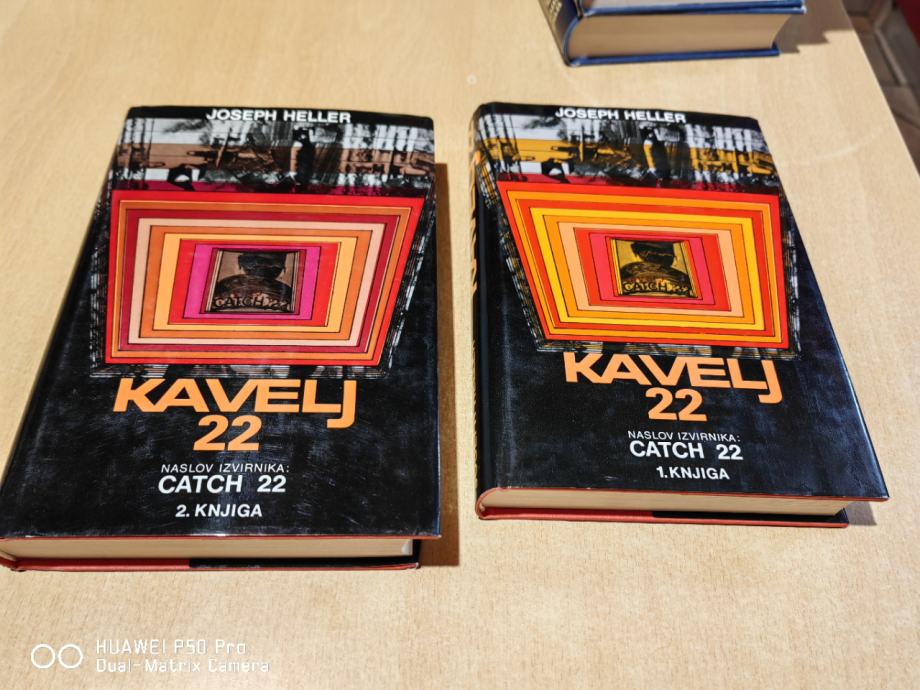 JOSEPH HELLER
CATCH 22
KAVELJ
22
NASLOV IZVIRNIKA:
CATCH 22
2. KNJIGA
JOSEPH HELLER
CATCH 22
KAVELJ
22
NASLOV IZVIRNIKA:
CATCH 22
1. KNJIGA
HUAWEI P50 Pro
Dual-Matrix Camera